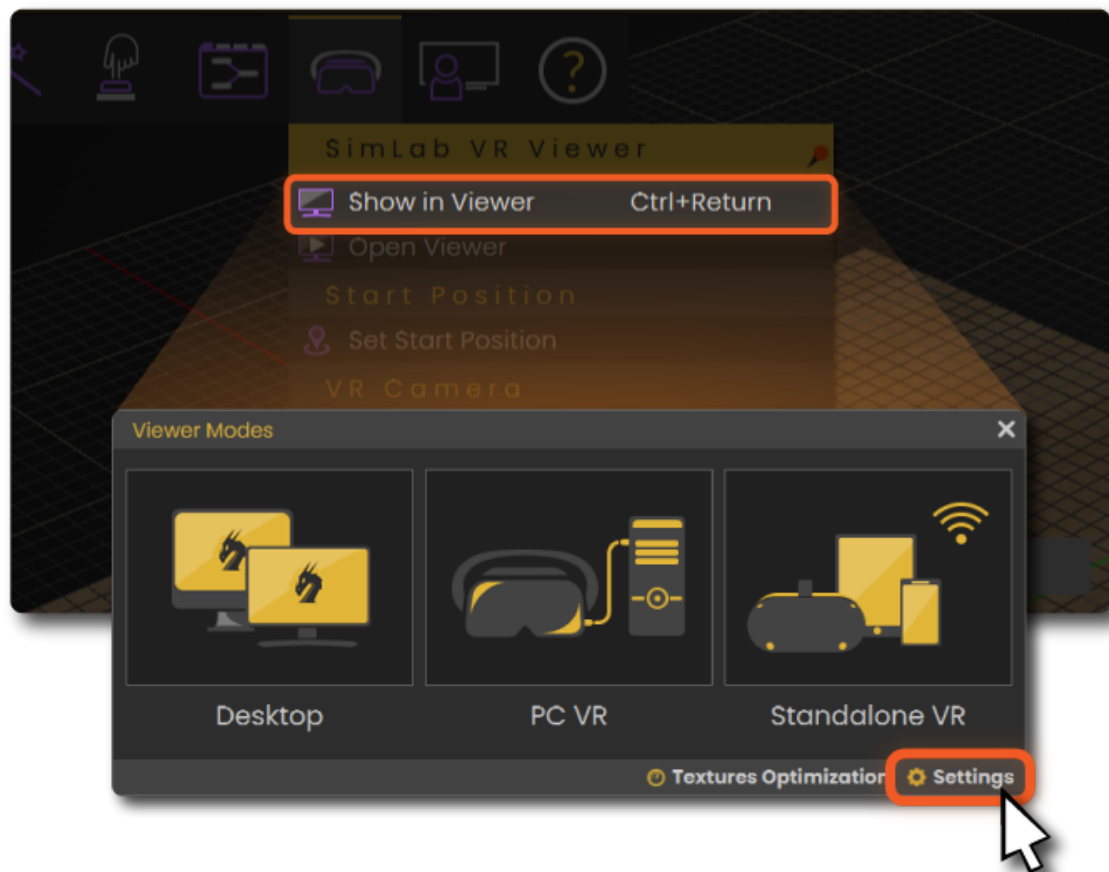 ?
SimLab VR Viewer
Show in Viewer Ctrl+Return
Open Viewer
Start Position
Set Start Position
VR Camera
Viewer Modes
Desktop
PC VR
Standalone VR
Textures Optimization Settings